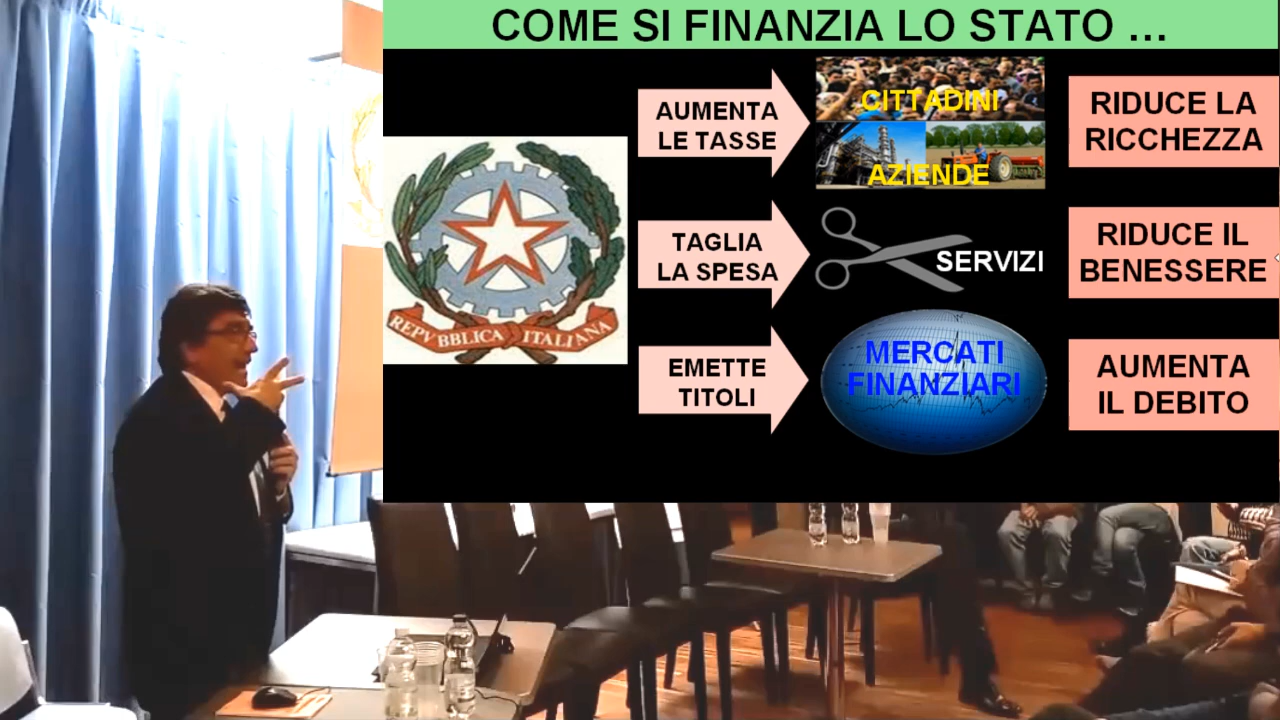 COME SI FINANZIA LO STATO ...
AUMENTA
LE TASSE
CITTADINI
AZIENDE
RIDUCE LA
RICCHEZZA
TAGLIA
LA SPESA
SERVIZI
RIDUCE IL
BENESSERE
REPVBBLICA ITALIANA
EMETTE
TITOLI
MERCATI
FINANZIARI
AUMENTA
IL DEBITO